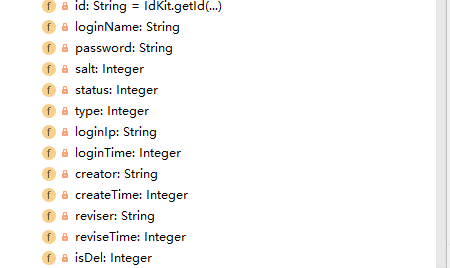 id: String = IdKit.getId(...)
loginName: String
password: String
salt: Integer
status: Integer
type: Integer
loginIp: String
loginTime: Integer
creator: String
createTime: Integer
reviser: String
reviseTime: Integer
isDel: Integer